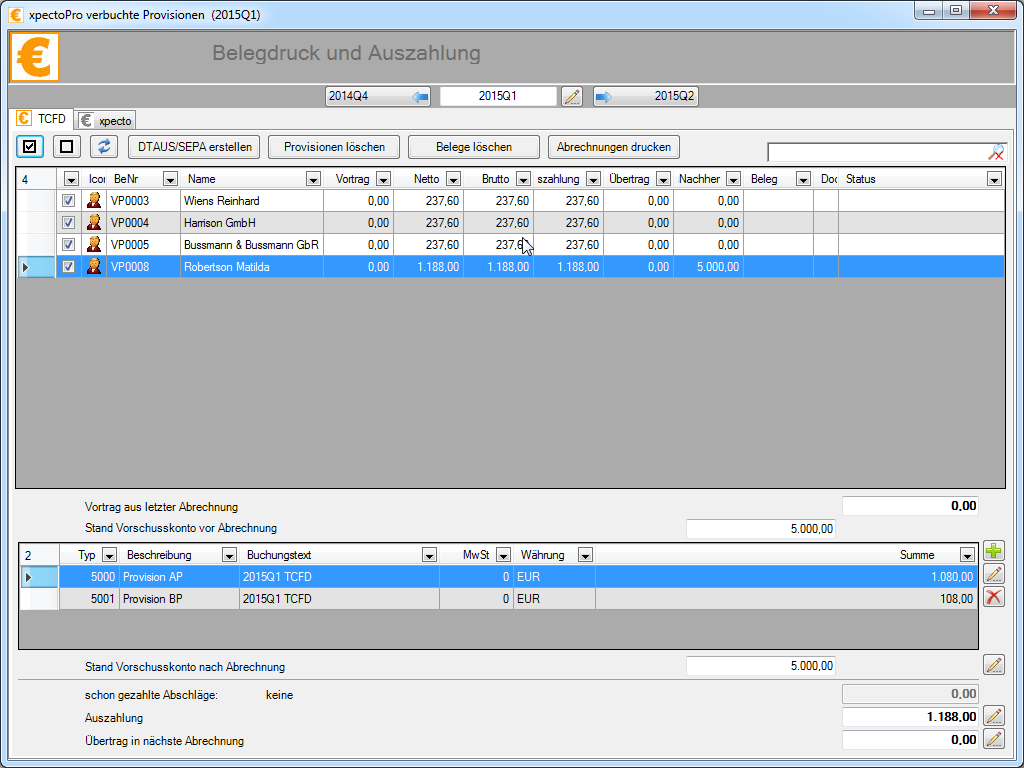 xpectoPro verbuchte Provisionen (2015Q1)
Belegdruck und Auszahlung
2014Q4 2015Q1 2015Q2
TCFD xpecto
DTAUS/SEPA erstellen Provisionen löschen Belege löschen Abrechnungen drucken
4 Icor BeNr Name Vortrag Netto Brutto szahlung Übertrag Nachher Beleg Doc Status
VP0003 Wiens Reinhard 0,00 237,60 237,60 237,60 0,00 0,00
VP0004 Harrison GmbH 0,00 237,60 237,60 237,60 0,00 0,00
VP0005 Bussmann & Bussmann GbR 0,00 237,60 237,60 237,60 0,00 0,00
VP0008 Robertson Matilda 0,00 1.188,00 1.188,00 1.188,00 0,00 5.000,00
Vortrag aus letzter Abrechnung 0,00
Stand Vorschusskonto vor Abrechnung 5.000,00
2 Typ Beschreibung Buchungstext MwSt Währung Summe
5000 Provision AP 2015Q1 TCFD 0 EUR 1.080,00
5001 Provision BP 2015Q1 TCFD 0 EUR 108,00
Stand Vorschusskonto nach Abrechnung 5.000,00
schon gezahlte Abschläge: keine 0,00
Auszahlung 1.188,00
Übertrag in nächste Abrechnung 0,00